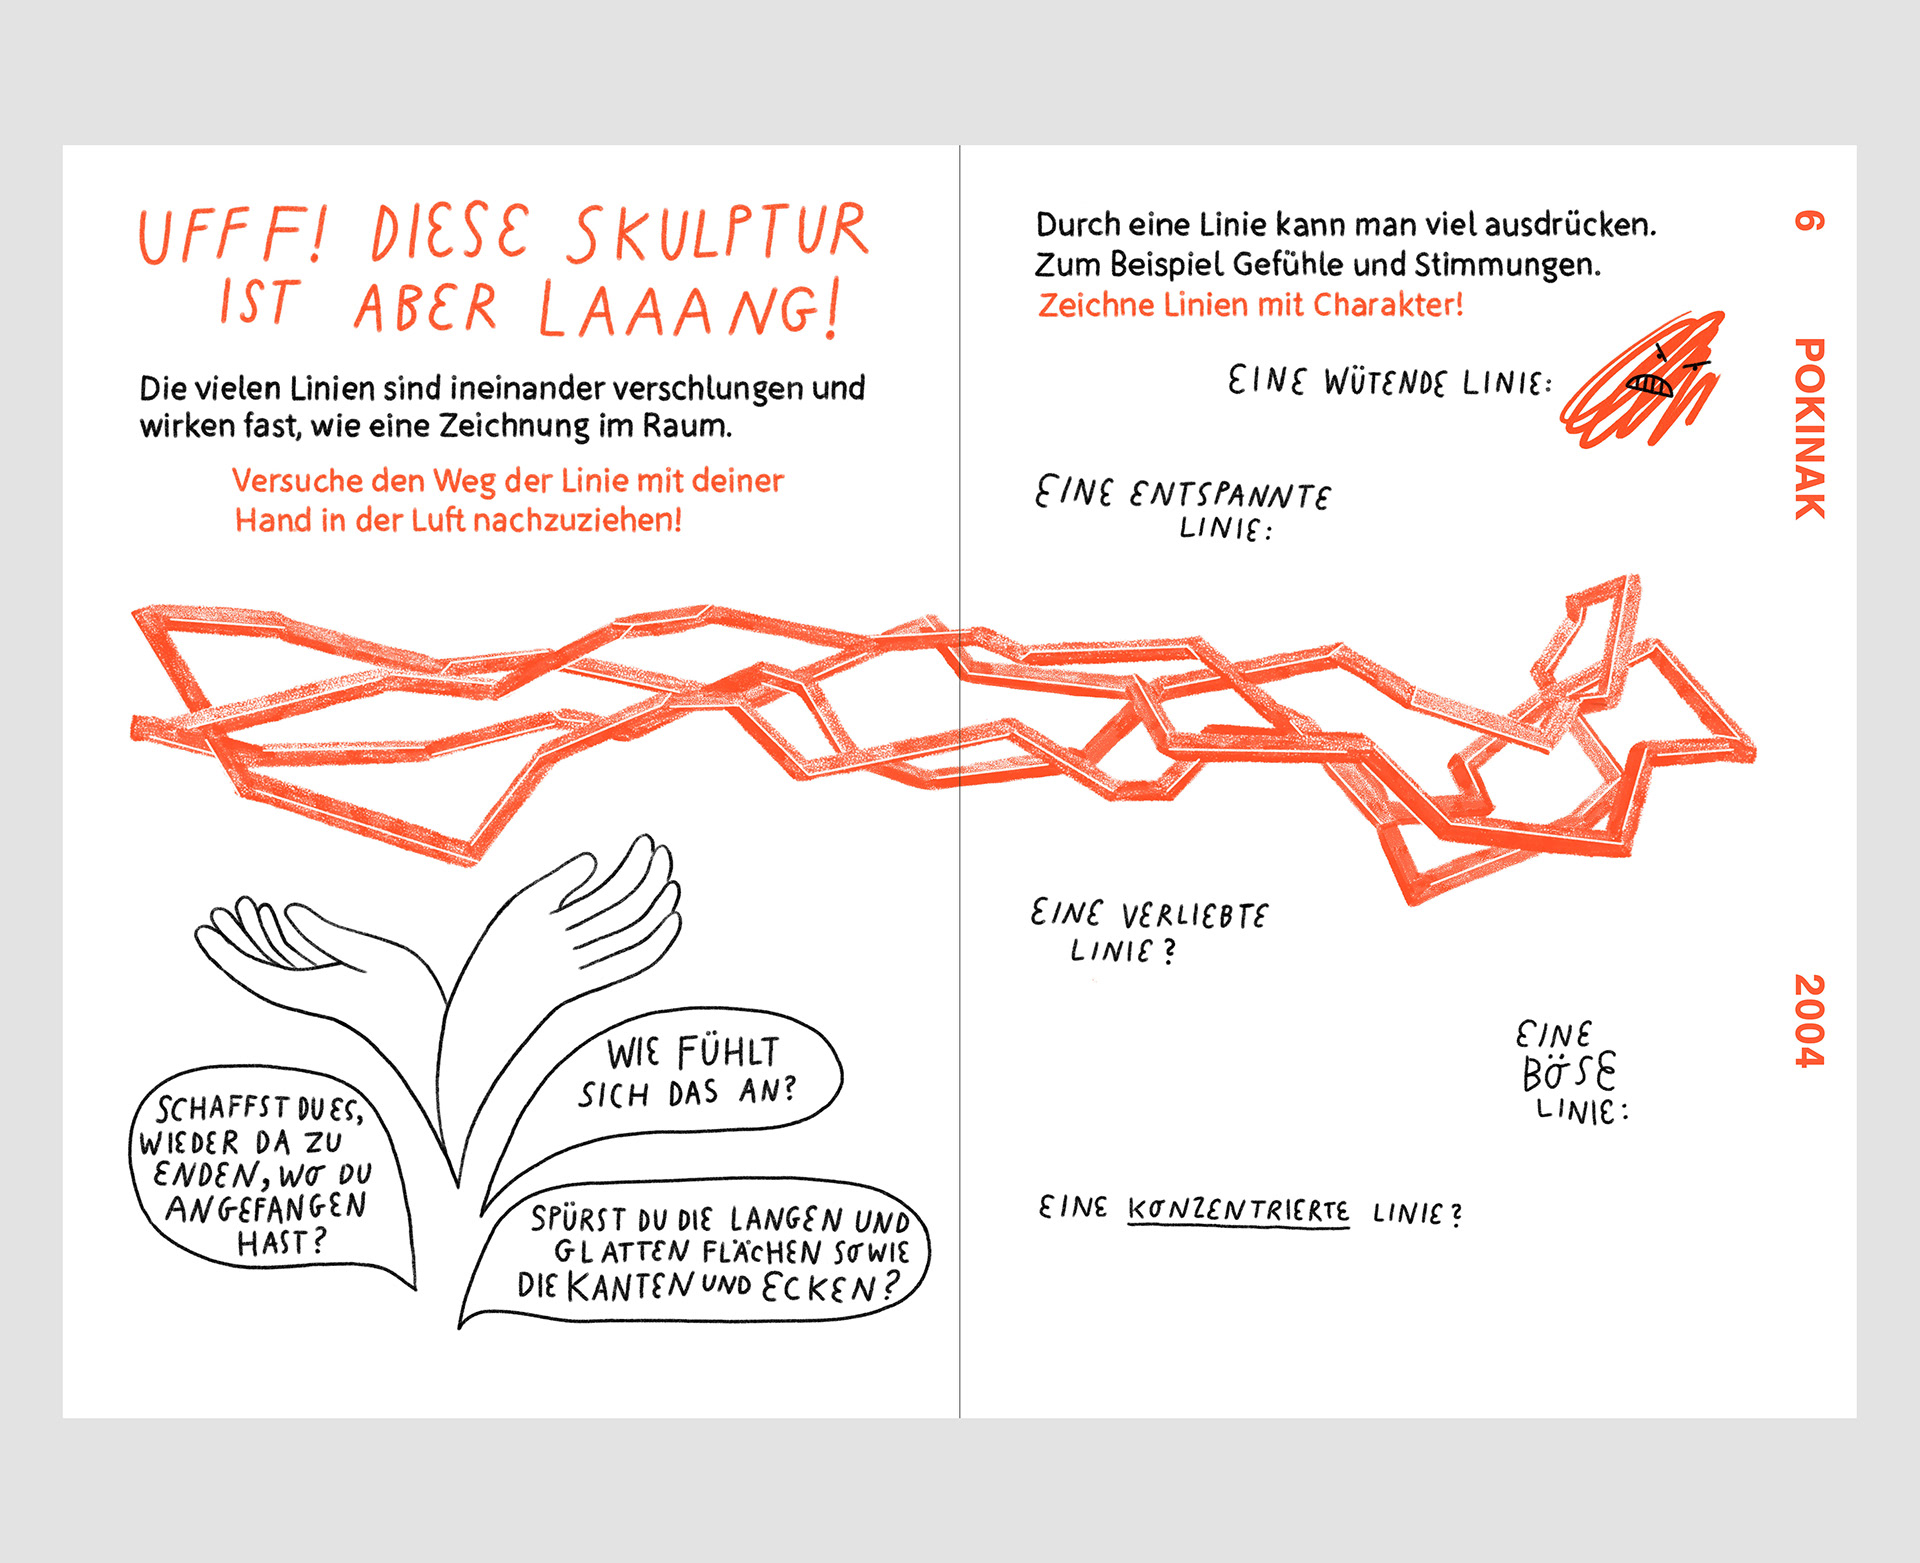 UFFF! DIESE SKULPTUR
IST ABER LAAANG!
Die vielen Linien sind ineinander verschlungen und
wirken fast, wie eine Zeichnung im Raum.
Versuche den Weg der Linie mit deiner
Hand in der Luft nachzuziehen!
WIE FÜHLT
SICH DAS AN?
SCHAFFST DU ES,
WIEDER DA ZU
ENDEN, WO DU
ANGEFANGEN
HAST?
SPÜRST DU DIE LANGEN UND
GLATTEN FLÄCHEN SOWIE
DIE KANTEN UND ECKEN?
Durch eine Linie kann man viel ausdrücken.
Zum Beispiel Gefühle und Stimmungen.
Zeichne Linien mit Charakter!
EINE WÜTENDE LINIE:
EINE ENTSPANNTE
LINIE:
EINE VERLIEBTE
LINIE?
EINE
BÖSE
LINIE:
EINE KONZENTRIERTE LINIE?
6 POKINAK 2004